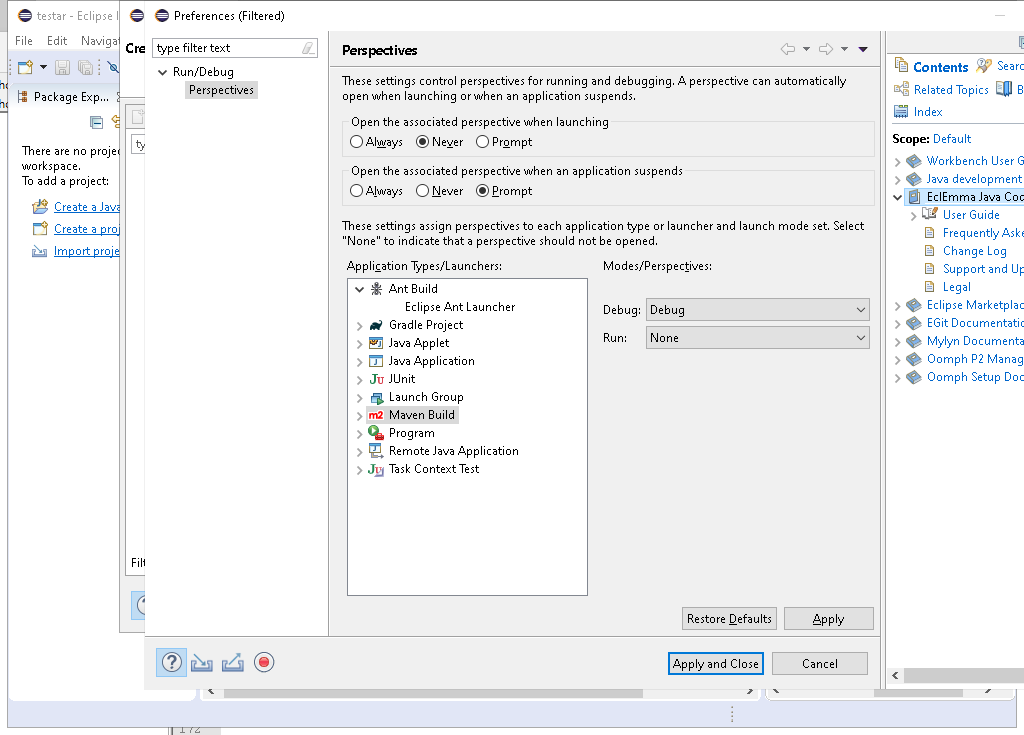 testar - Eclipse I
File Edit Navigat
Package Exp...
There are no proje
workspace.
To add a project:
Create a Java
Create a proj
Import proje
Cre
ty
Filt
Preferences (Filtered)
type filter text
Run/Debug
Perspectives
Perspectives
These settings control perspectives for running and debugging. A perspective can automatically
open when launching or when an application suspends.
Open the associated perspective when launching
Always Never Prompt
Open the associated perspective when an application suspends
Always Never Prompt
These settings assign perspectives to each application type or launcher and launch mode set. Select
"None" to indicate that a perspective should not be opened.
Application Types/Launchers:
Ant Build
Eclipse Ant Launcher
Gradle Project
Java Applet
Java Application
JUnit
Launch Group
Maven Build
Program
Remote Java Application
Task Context Test
Modes/Perspectives:
Debug: Debug
Run: None
Restore Defaults Apply
Apply and Close Cancel
Contents Searc
Related Topics B
Index
Scope: Default
Workbench User G
Java development
EclEmma Java Cod
User Guide
Frequently Aske
Change Log
Support and Up
Legal
Eclipse Marketplac
EGit Documentatio
Mylyn Documenta
Oomph P2 Manag
Oomph Setup Doc
172